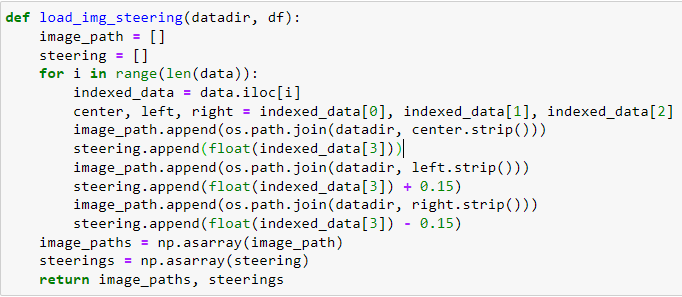 def load_img_steering(datadir, df):
    image_path = []
    steering = []
    for i in range(len(data)):
        indexed_data = data.iloc[i]
        center, left, right = indexed_data[0], indexed_data[1], indexed_data[2]
        image_path.append(os.path.join(datadir, center.strip()))
        steering.append(float(indexed_data[3]))
        image_path.append(os.path.join(datadir, left.strip()))
        steering.append(float(indexed_data[3]) + 0.15)
        image_path.append(os.path.join(datadir, right.strip()))
        steering.append(float(indexed_data[3]) - 0.15)
    image_paths = np.asarray(image_path)
    steerings = np.asarray(steering)
    return image_paths, steerings